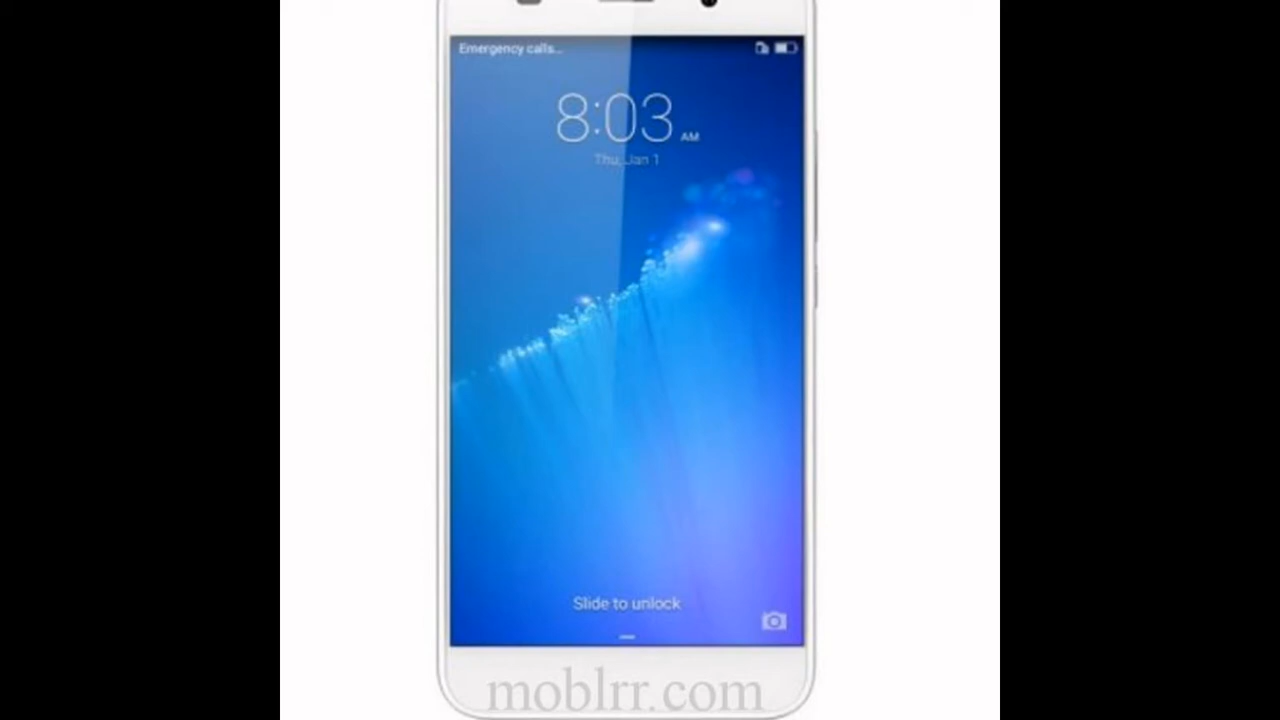 Emergency calls...
8:03 AM
Thu, Jan 1
Slide to unlock
moblrr.com